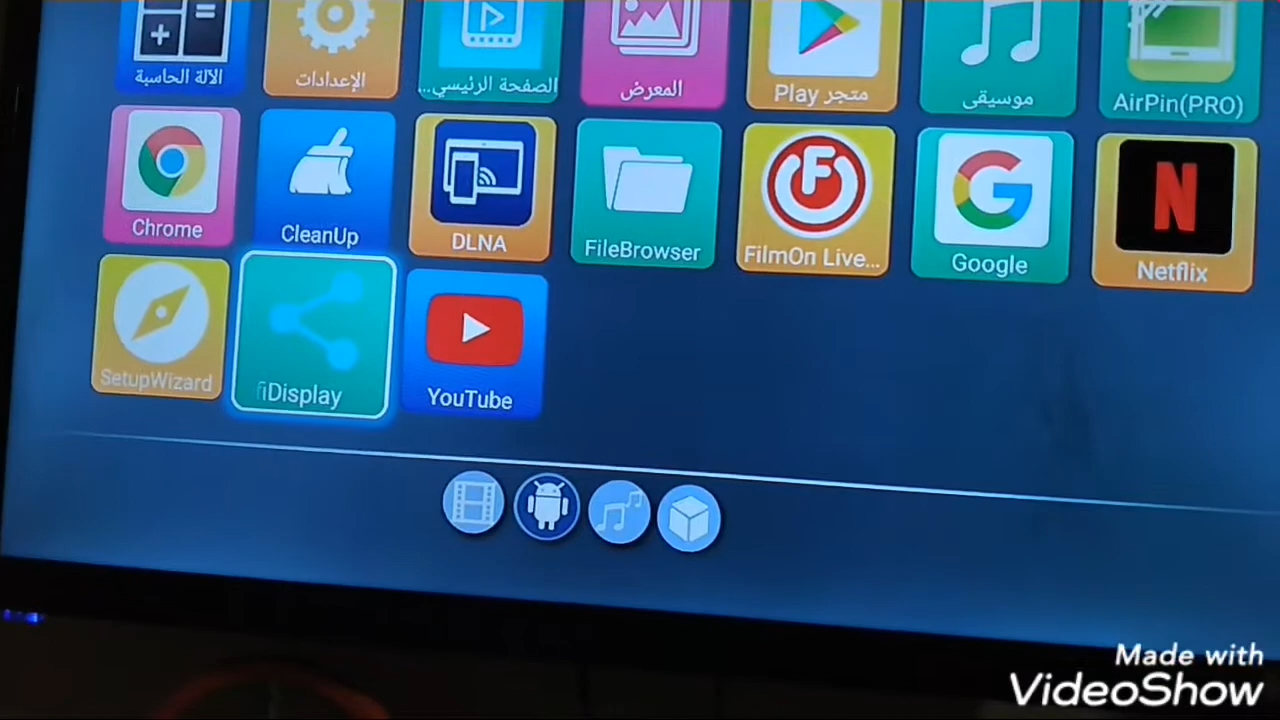 الآلة الحاسبة
الإعدادات
الصفحة الرئيسي...
المعرض
متجر Play
موسيقى
AirPin(PRO)
Chrome
CleanUp
DLNA
FileBrowser
FilmOn Live...
Google
Netflix
SetupWizard
iDisplay
YouTube
Made with
VideoShow